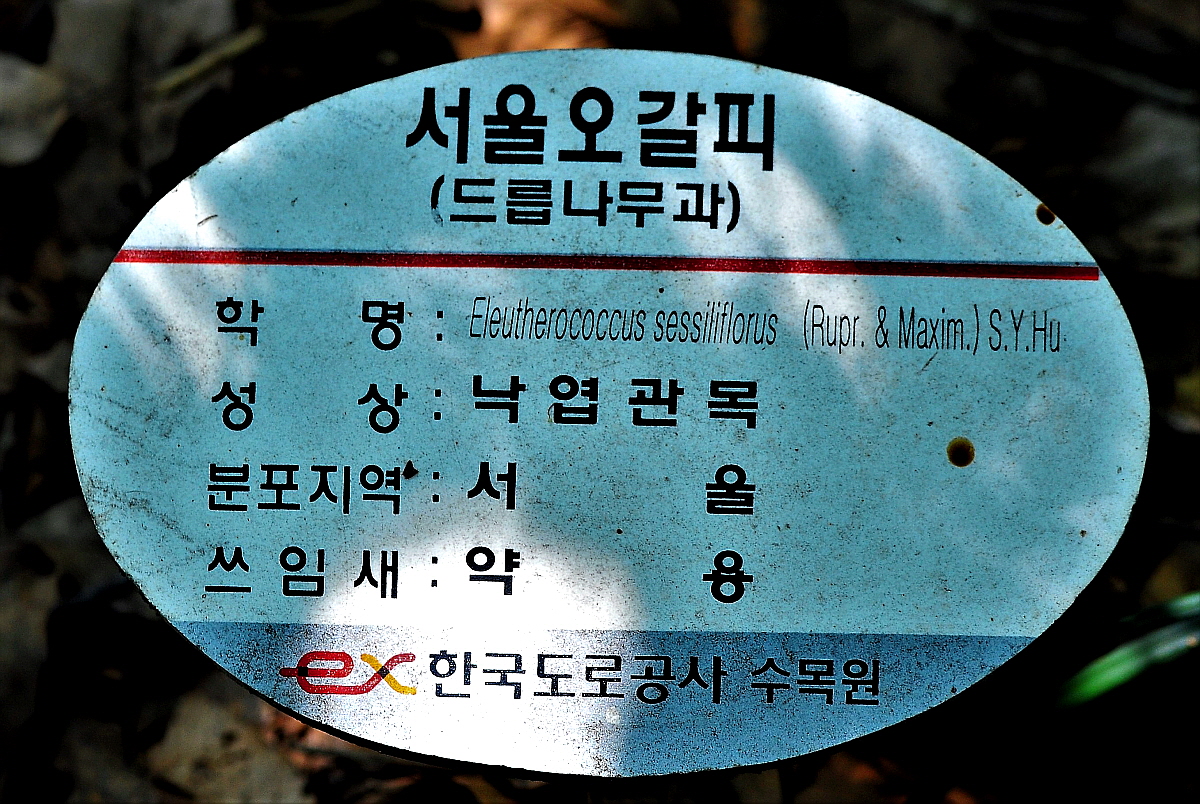 서울오갈피
(드릅나무과)
학 명 : Eleutherococcus sessiliflorus (Rupr. & Maxim.) S.Y.Hu
성 상 : 낙엽관목
분포지역 : 서 울
쓰임새 : 약 용
ex 한국도로공사 수목원